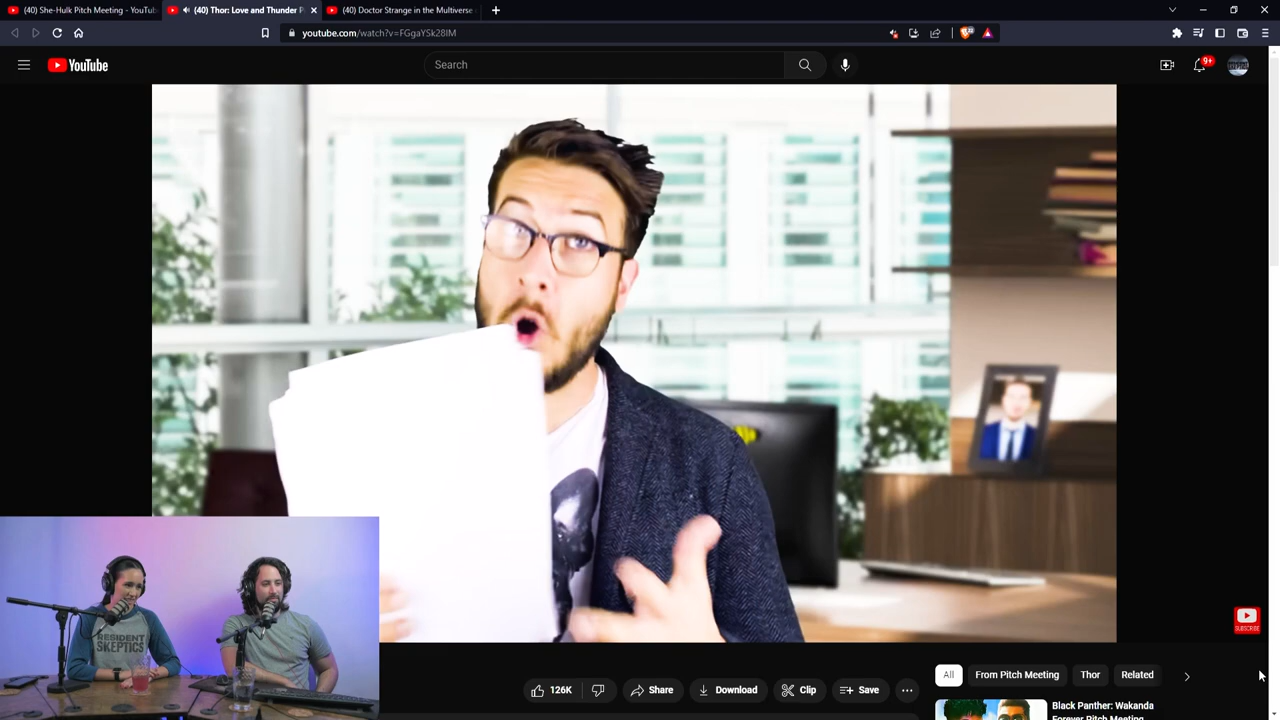 (40) She-Hulk Pitch Meeting - YouTub
(40) Thor: Love and Thunder P
(40) Doctor Strange in the Multiverse
youtube.com/watch?v=FGgaYSk28IM
YouTube
Search
9+
RESIDENT
SKEPTICS
SUBSCRIBE
126K
Share
Download
Clip
Save
All
From Pitch Meeting
Thor
Related
Black Panther: Wakanda
Forever Pitch Meeting